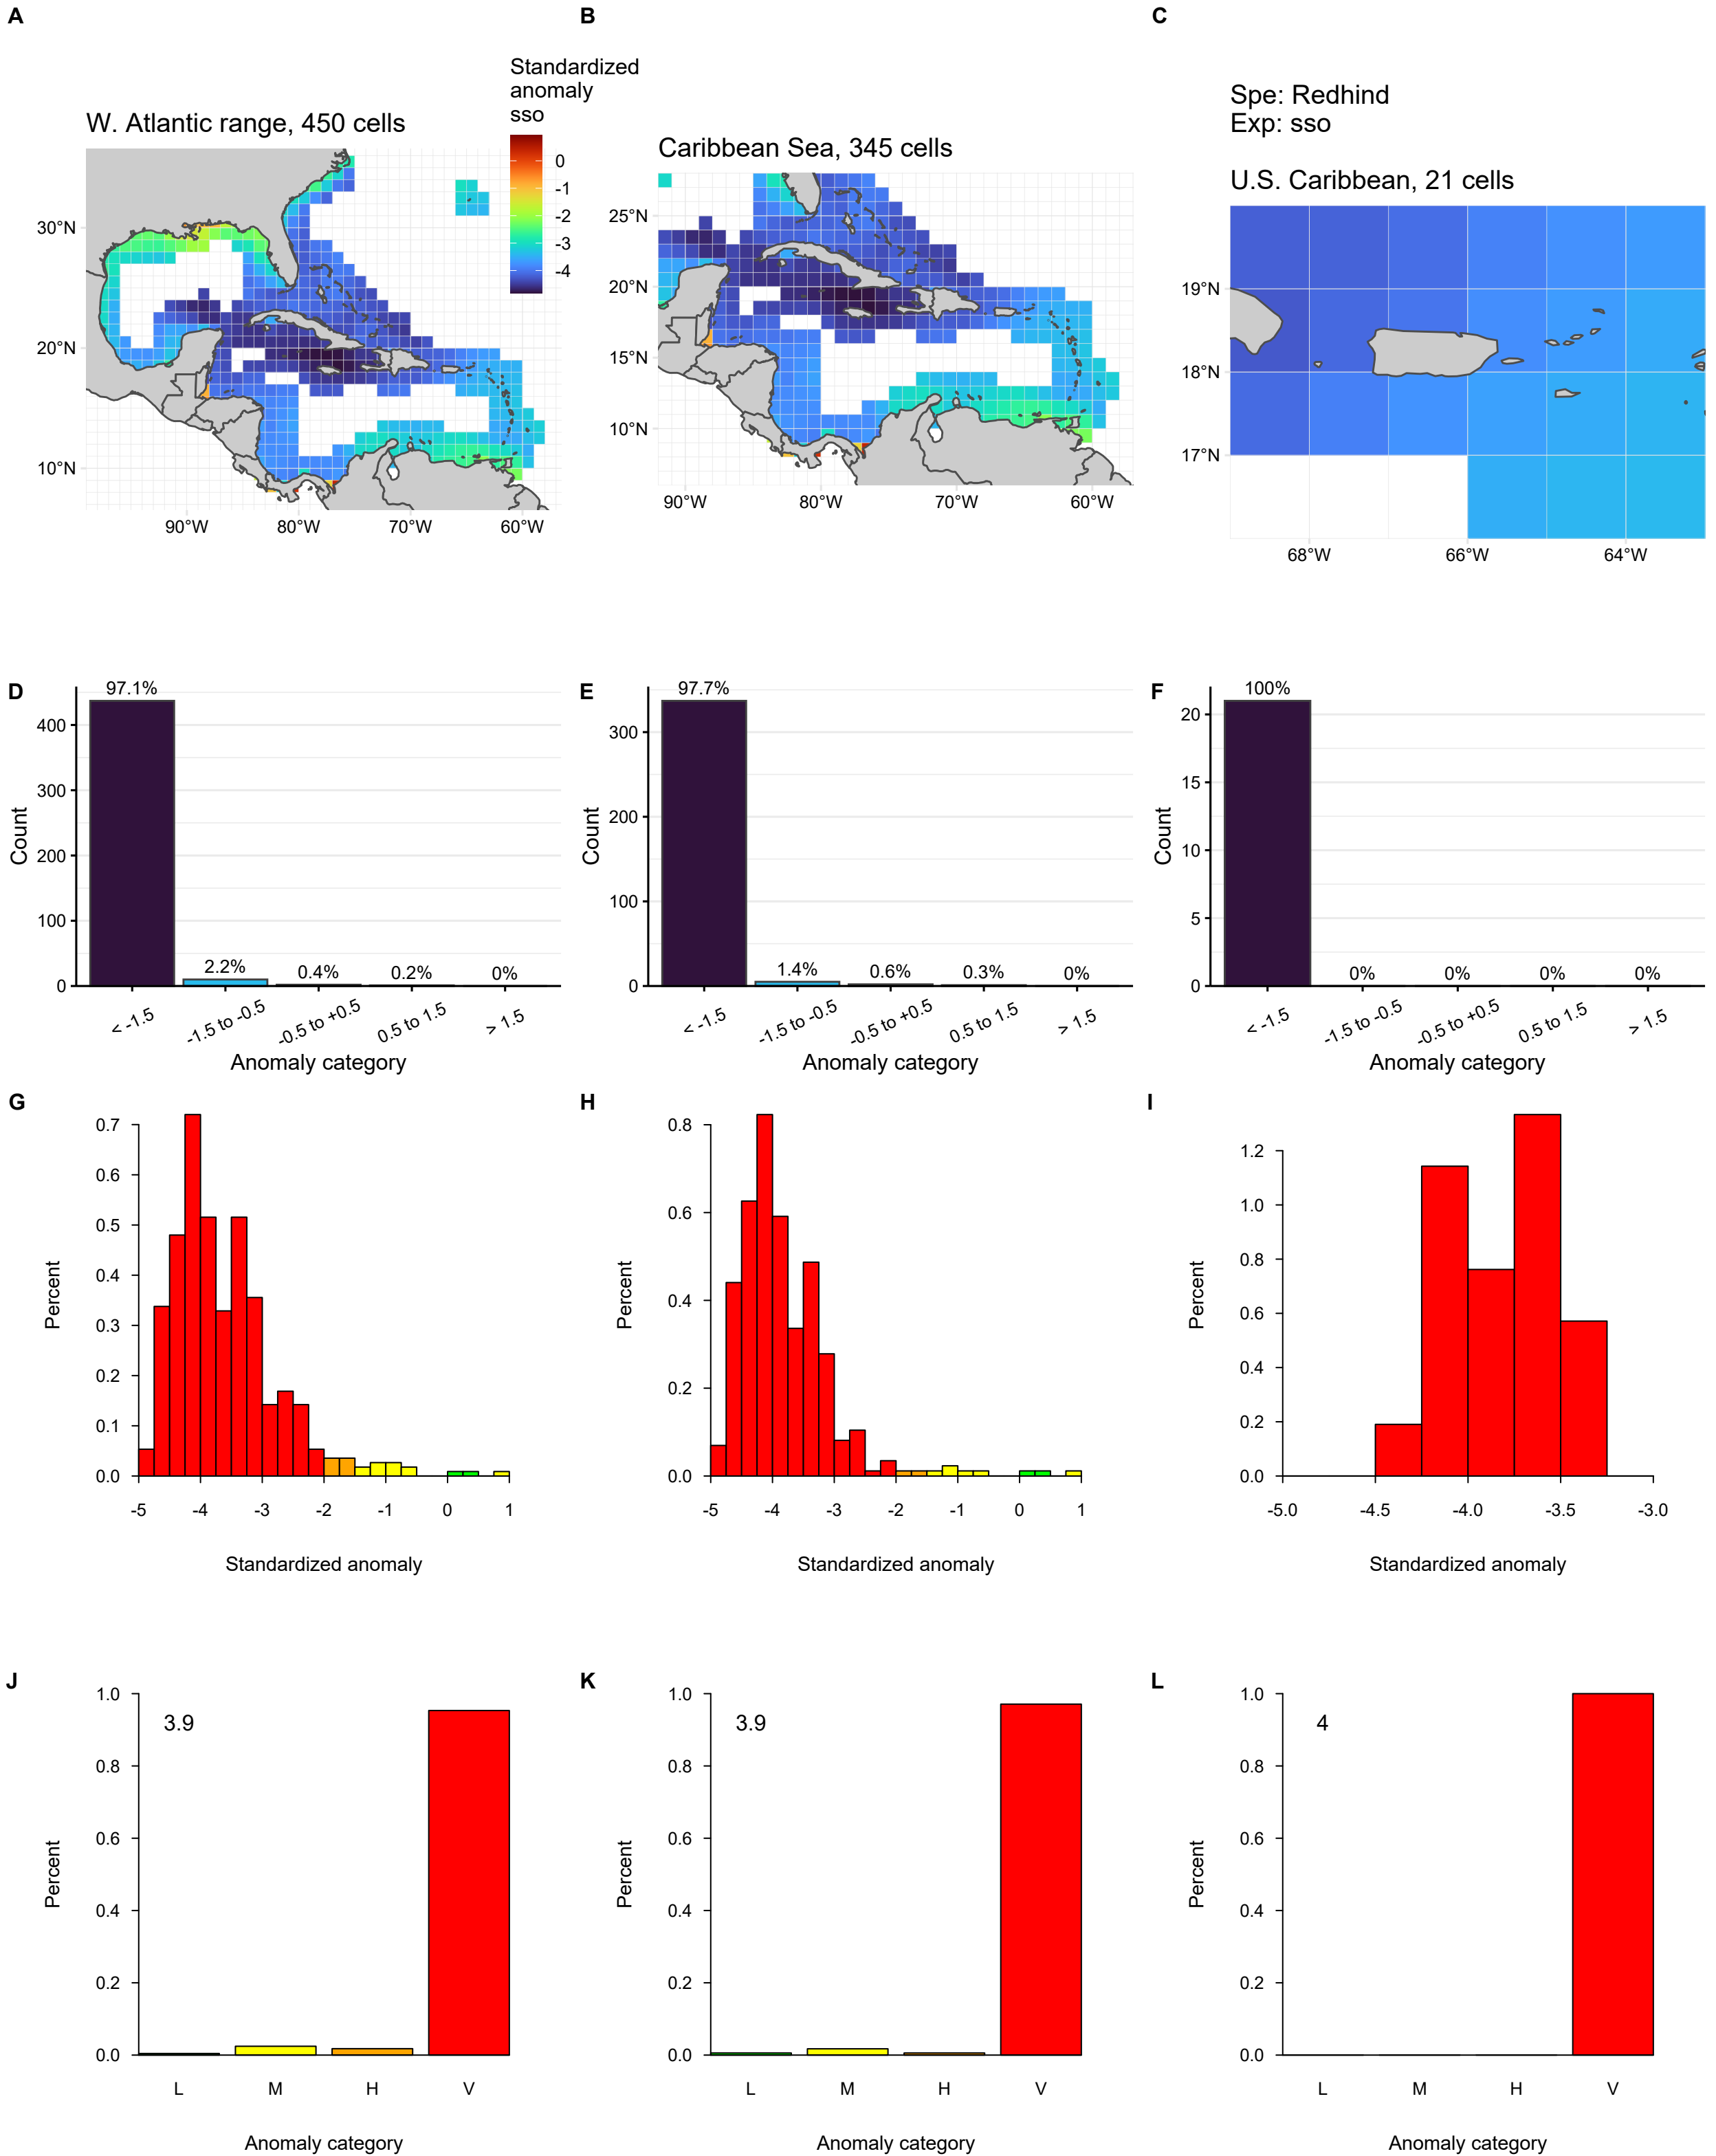 A
B
C
Standardized
anomaly
sso
0
-1
-2
-3
-4
W. Atlantic range, 450 cells
30°N
20°N
10°N
90°W 80°W 70°W 60°W
Caribbean Sea, 345 cells
25°N
20°N
15°N
10°N
90°W 80°W 70°W 60°W
Spe: Redhind
Exp: sso
U.S. Caribbean, 21 cells
19°N
18°N
17°N
68°W 66°W 64°W
D
Count
400
300
200
100
0
97.1% 2.2% 0.4% 0.2% 0%
< -1.5 -1.5 to -0.5 -0.5 to +0.5 0.5 to 1.5 > 1.5
Anomaly category
E
Count
300
200
100
0
97.7% 1.4% 0.6% 0.3% 0%
< -1.5 -1.5 to -0.5 -0.5 to +0.5 0.5 to 1.5 > 1.5
Anomaly category
F
Count
20
15
10
5
0
100% 0% 0% 0% 0%
< -1.5 -1.5 to -0.5 -0.5 to +0.5 0.5 to 1.5 > 1.5
Anomaly category
G
Percent
0.7
0.6
0.5
0.4
0.3
0.2
0.1
0.0
-5 -4 -3 -2 -1 0 1
Standardized anomaly
H
Percent
0.8
0.6
0.4
0.2
0.0
-5 -4 -3 -2 -1 0 1
Standardized anomaly
I
Percent
1.2
1.0
0.8
0.6
0.4
0.2
0.0
-5.0 -4.5 -4.0 -3.5 -3.0
Standardized anomaly
J
3.9
Percent
1.0
0.8
0.6
0.4
0.2
0.0
L M H V
Anomaly category
K
3.9
Percent
1.0
0.8
0.6
0.4
0.2
0.0
L M H V
Anomaly category
L
4
Percent
1.0
0.8
0.6
0.4
0.2
0.0
L M H V
Anomaly category